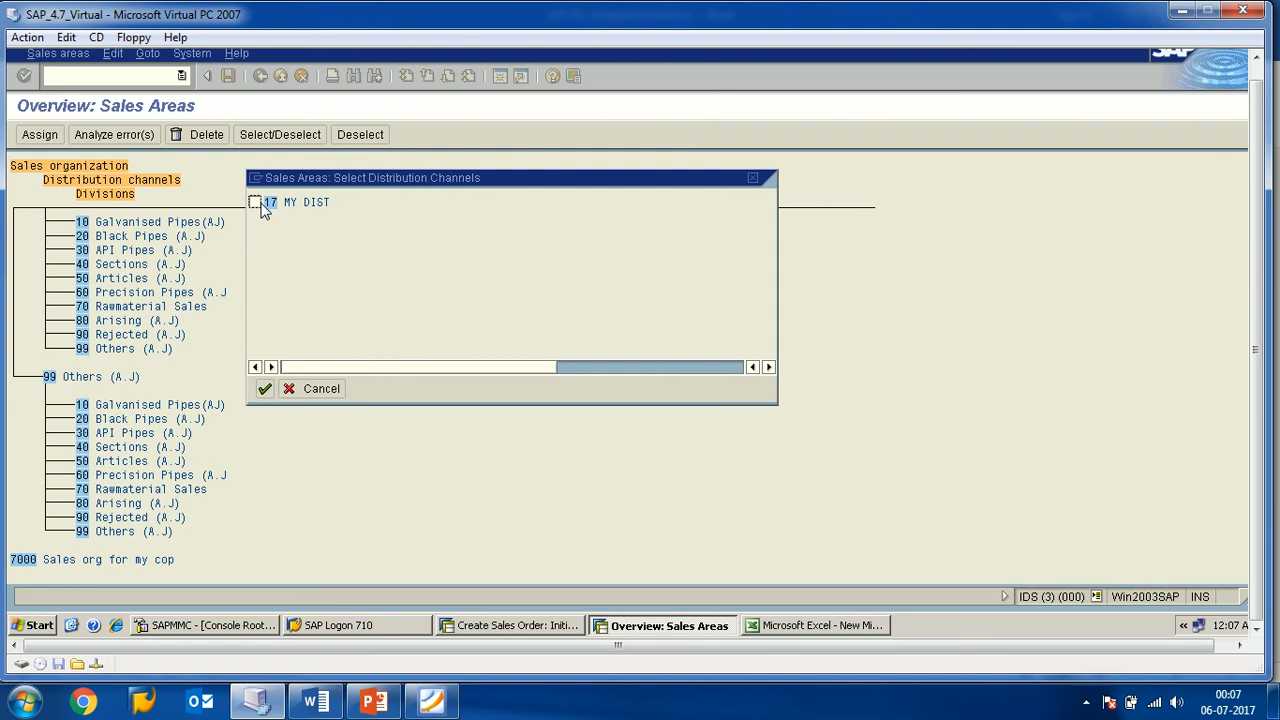 SAP_4.7_Virtual - Microsoft Virtual PC 2007
Action Edit CD Floppy Help
Sales areas Edit Goto System Help
SAP
Overview: Sales Areas
Assign Analyze error(s) Delete Select/Deselect Deselect
Sales organization
Distribution channels
Divisions
10 Galvanised Pipes(AJ)
20 Black Pipes (A.J)
30 API Pipes (A.J)
40 Sections (A.J)
50 Articles (A.J)
60 Precision Pipes (A.J
70 Rawmaterial Sales
80 Arising (A.J)
90 Rejected (A.J)
99 Others (A.J)
99 Others (A.J)
10 Galvanised Pipes(AJ)
20 Black Pipes (A.J)
30 API Pipes (A.J)
40 Sections (A.J)
50 Articles (A.J)
60 Precision Pipes (A.J
70 Rawmaterial Sales
80 Arising (A.J)
90 Rejected (A.J)
99 Others (A.J)
7000 Sales org for my cop
Sales Areas: Select Distribution Channels
17 MY DIST
Cancel
IDS (3) (000) Win2003SAP INS
Start SAPMMC - [Console Root... SAP Logon 710 Create Sales Order: Initi... Overview: Sales Areas Microsoft Excel - New Mi... « 12:07 A
00:07
06-07-2017